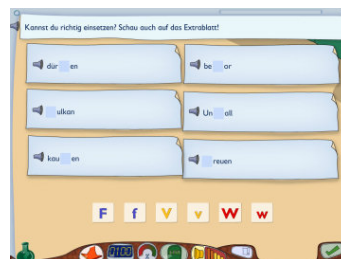 Kannst du richtig einsetzen? Schau auch auf das Extrablatt!
dür en
be or
ulkan
Un all
kau en
reuen
F f V v W w
0100